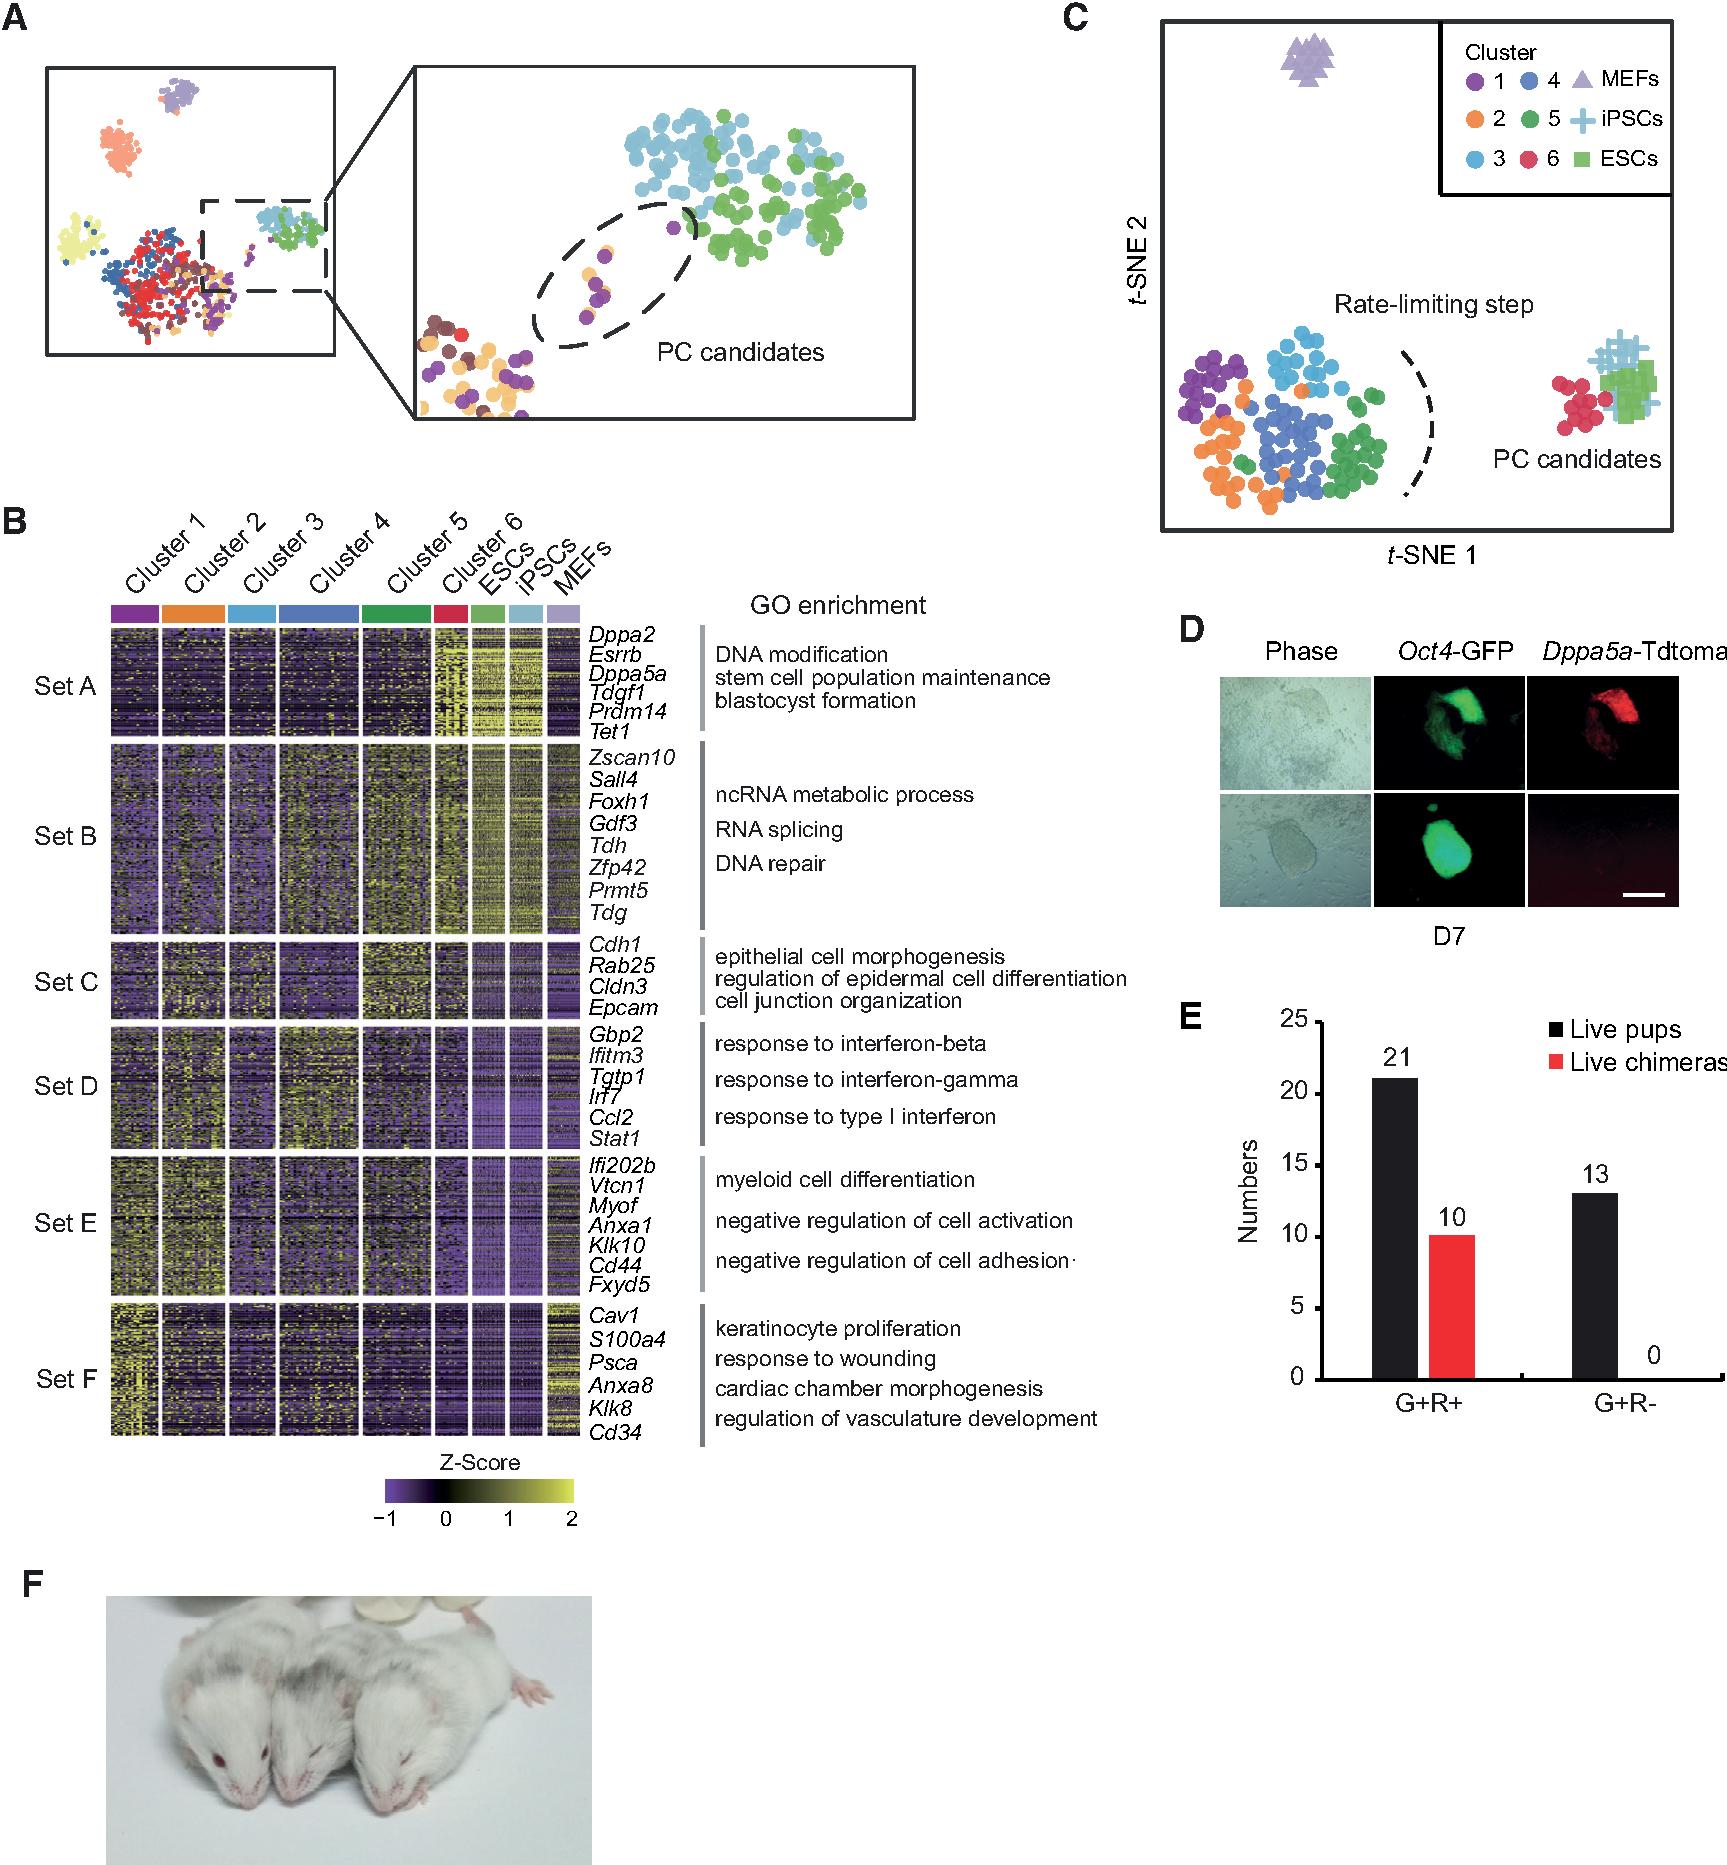 A
PC candidates
B
Cluster 1
Cluster 2
Cluster 3
Cluster 4
Cluster 5
Cluster 6
ESCs
iPSCs
MEFs
GO enrichment
Set A
Dppa2
Esrrb
Dppa5a
Tdgf1
Prdm14
Tet1
DNA modification
stem cell population maintenance
blastocyst formation
Set B
Zscan10
Sall4
Foxh1
Gdf3
Tdh
Zfp42
Prmt5
Tdg
ncRNA metabolic process
RNA splicing
DNA repair
Set C
Cdh1
Rab25
Cldn3
Epcam
epithelial cell morphogenesis
regulation of epidermal cell differentiation
cell junction organization
Set D
Gbp2
Ifitm3
Tgtp1
Irf7
Ccl2
Stat1
response to interferon-beta
response to interferon-gamma
response to type I interferon
Set E
Ifi202b
Vtcn1
Myof
Anxa1
Klk10
Cd44
Fxyd5
myeloid cell differentiation
negative regulation of cell activation
negative regulation of cell adhesion
Set F
Cav1
S100a4
Psca
Anxa8
Klk8
Cd34
keratinocyte proliferation
response to wounding
cardiac chamber morphogenesis
regulation of vasculature development
Z-Score
−1 0 1 2
C
Cluster
1 4 MEFs
2 5 iPSCs
3 6 ESCs
t-SNE 2
Rate-limiting step
PC candidates
t-SNE 1
D
Phase Oct4-GFP Dppa5a-Tdtoma
D7
E
Numbers
25
20
15
10
5
0
Live pups
Live chimeras
21
10
13
0
G+R+ G+R-
F